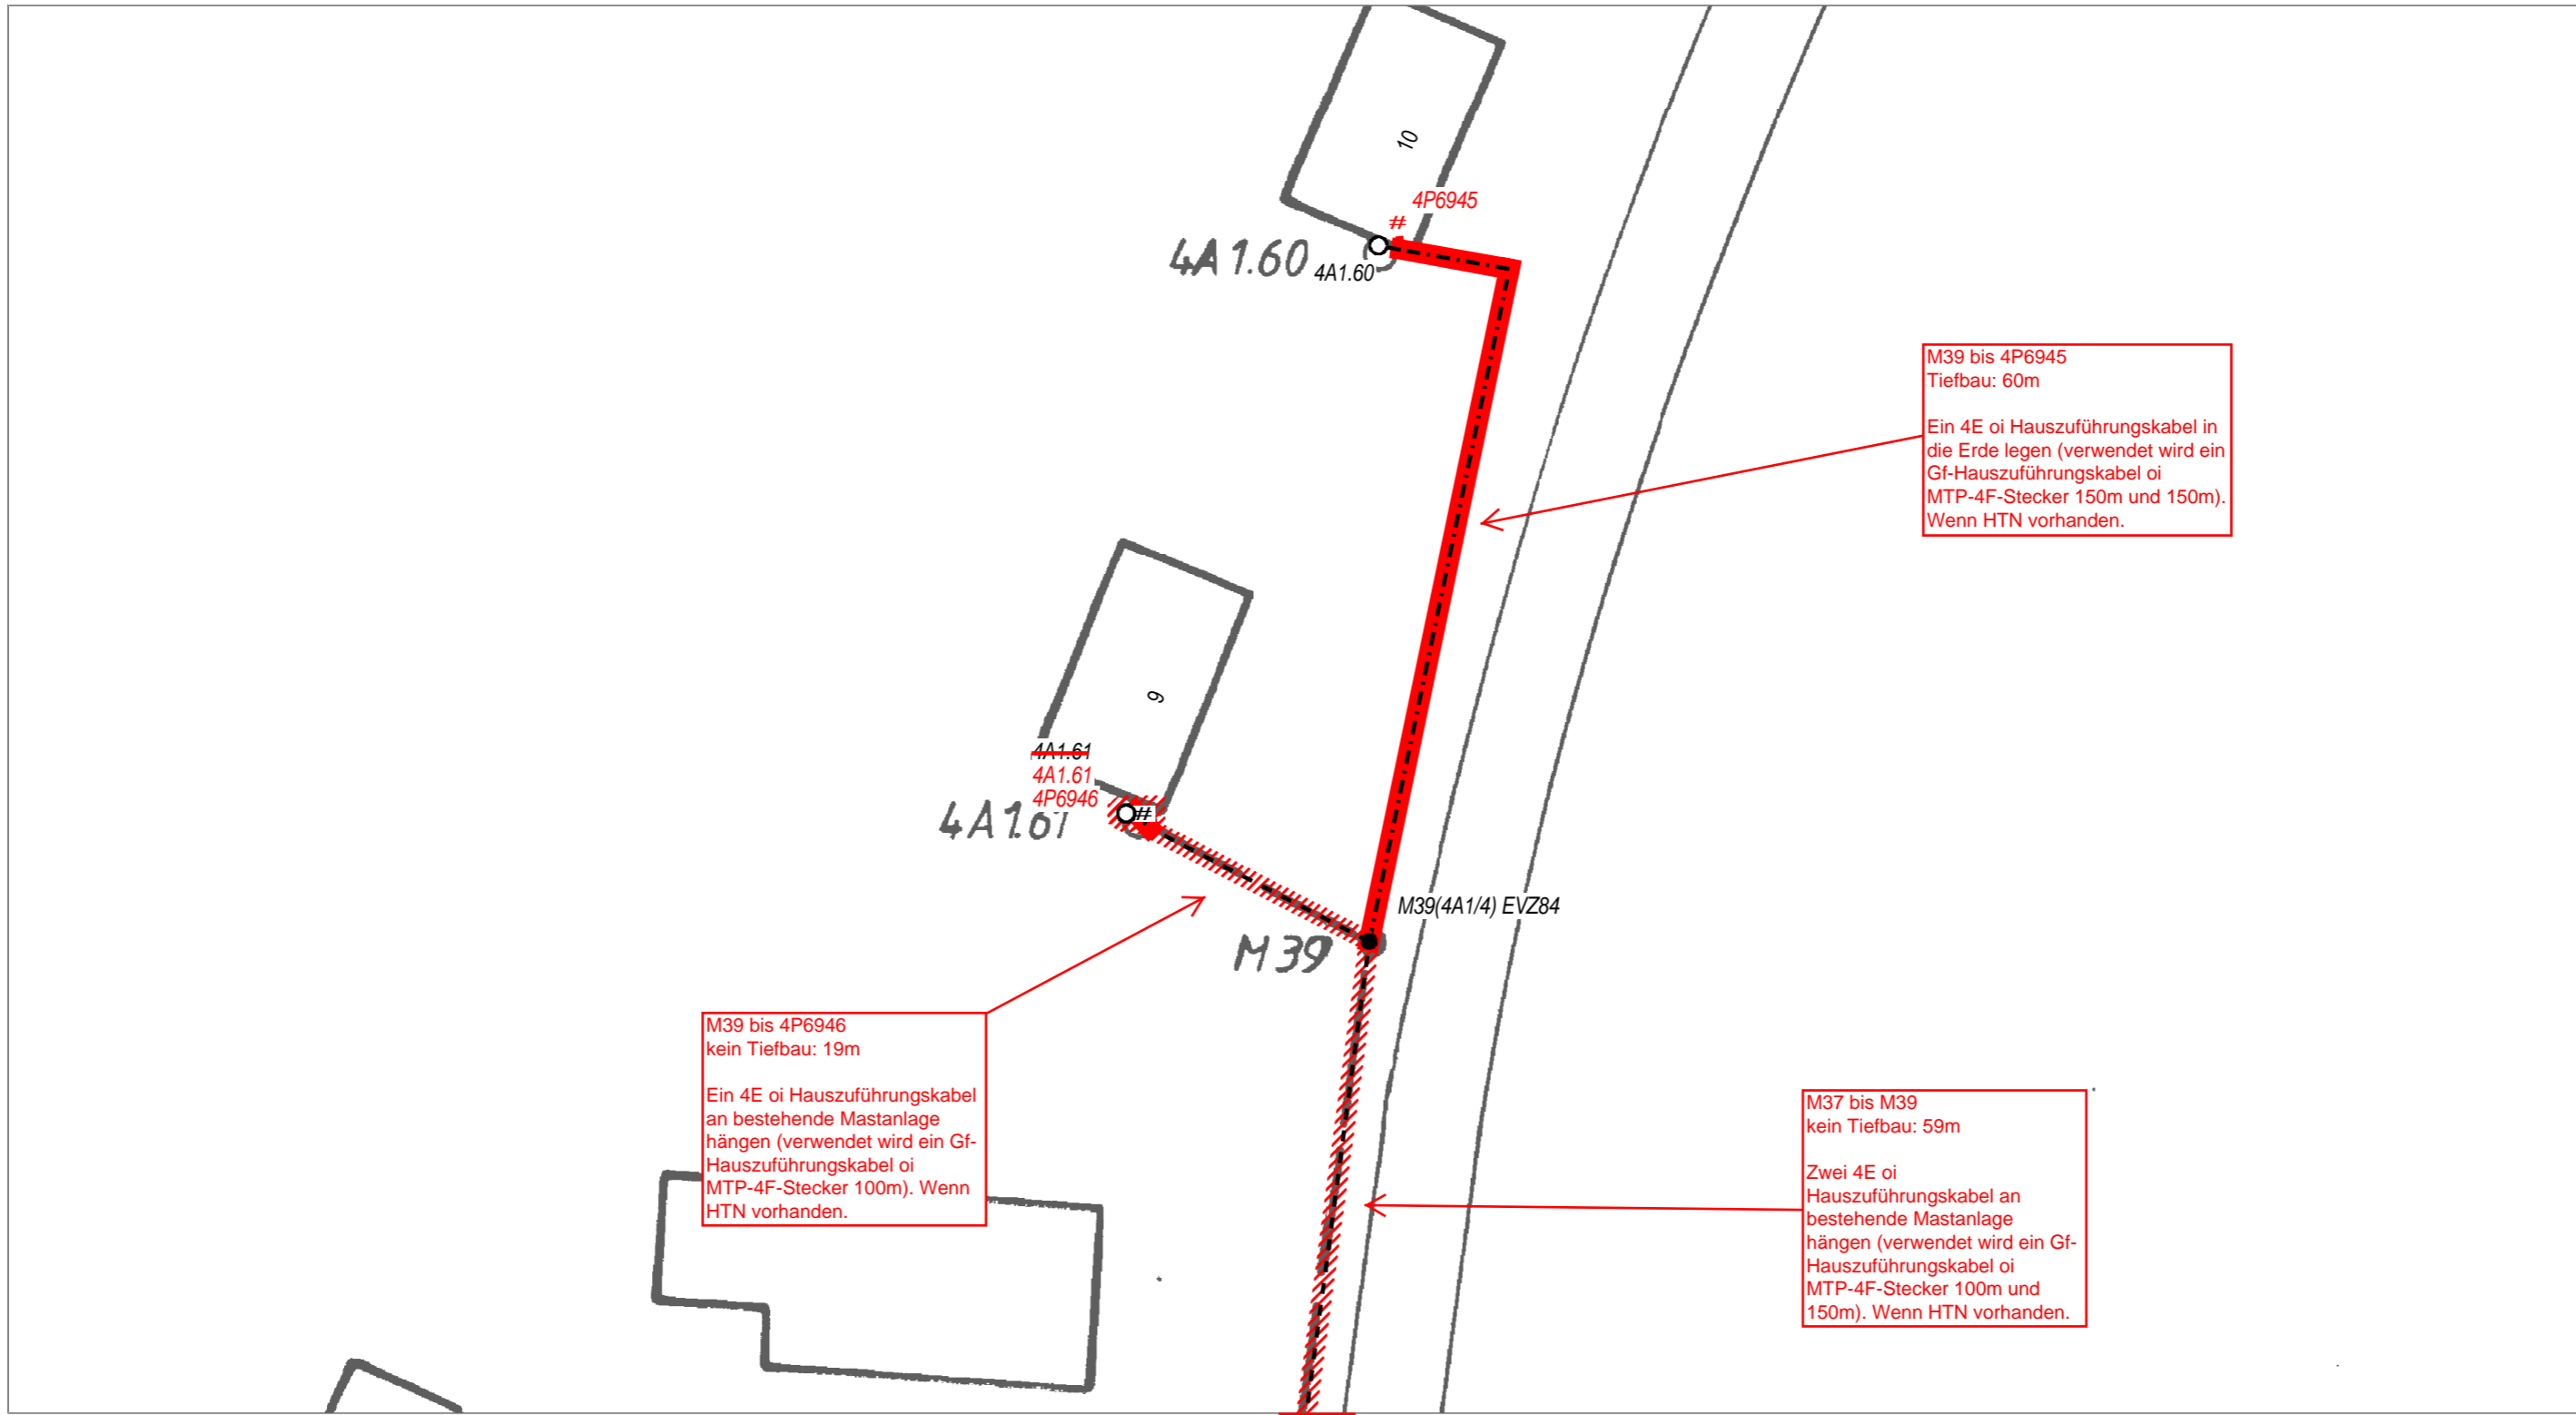 10
4P6945
#
4A1.60
4A1.60
M39 bis 4P6945
Tiefbau: 60m
Ein 4E oi Hauszuführungskabel in
die Erde legen (verwendet wird ein
Gf-Hauszuführungskabel oi
MTP-4F-Stecker 150m und 150m).
Wenn HTN vorhanden.
9
4A1.61
4A1.61
4P6946
#
4A1.61
M39(4A1/4) EVZ84
M39
M39 bis 4P6946
kein Tiefbau: 19m
Ein 4E oi Hauszuführungskabel
an bestehende Mastanlage
hängen (verwendet wird ein Gf-
Hauszuführungskabel oi
MTP-4F-Stecker 100m). Wenn
HTN vorhanden.
M37 bis M39
kein Tiefbau: 59m
Zwei 4E oi
Hauszuführungskabel an
bestehende Mastanlage
hängen (verwendet wird ein Gf-
Hauszuführungskabel oi
MTP-4F-Stecker 100m und
150m). Wenn HTN vorhanden.